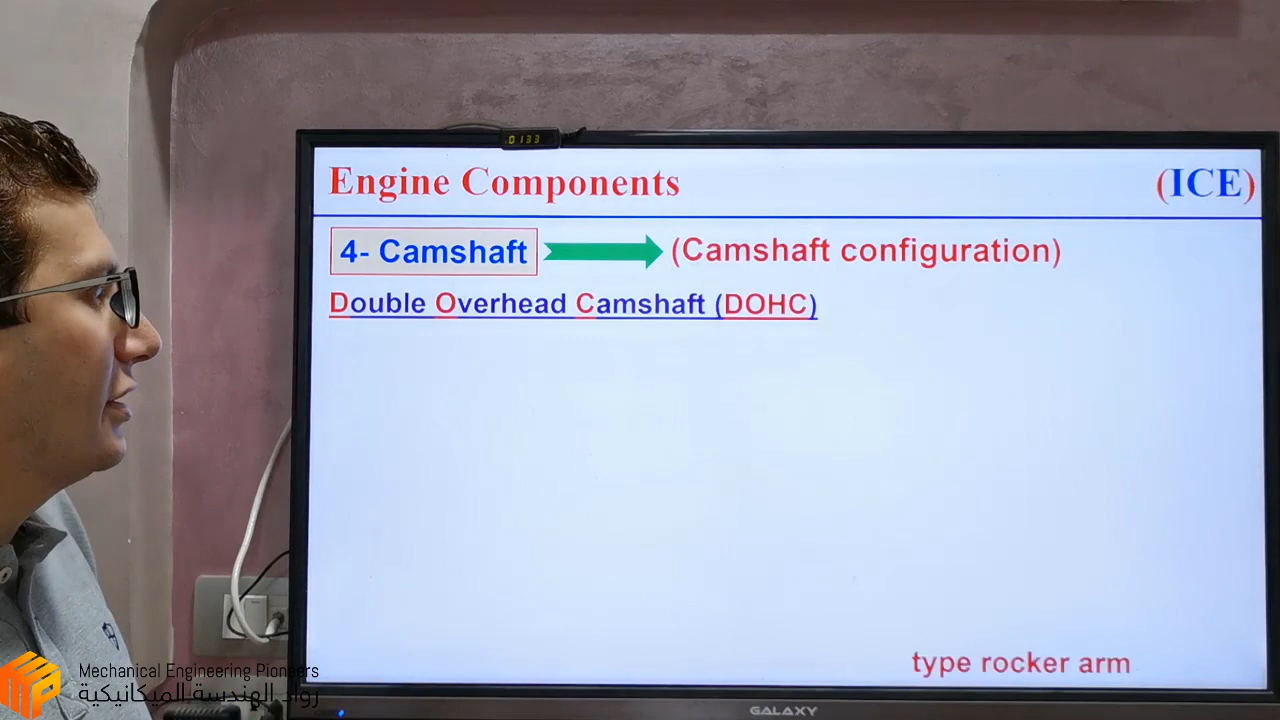 0133
Engine Components
(ICE)
4- Camshaft
(Camshaft configuration)
Double Overhead Camshaft (DOHC)
type rocker arm
GALAXY
Mechanical Engineering Pioneers
رواد الهندسة الميكانيكية